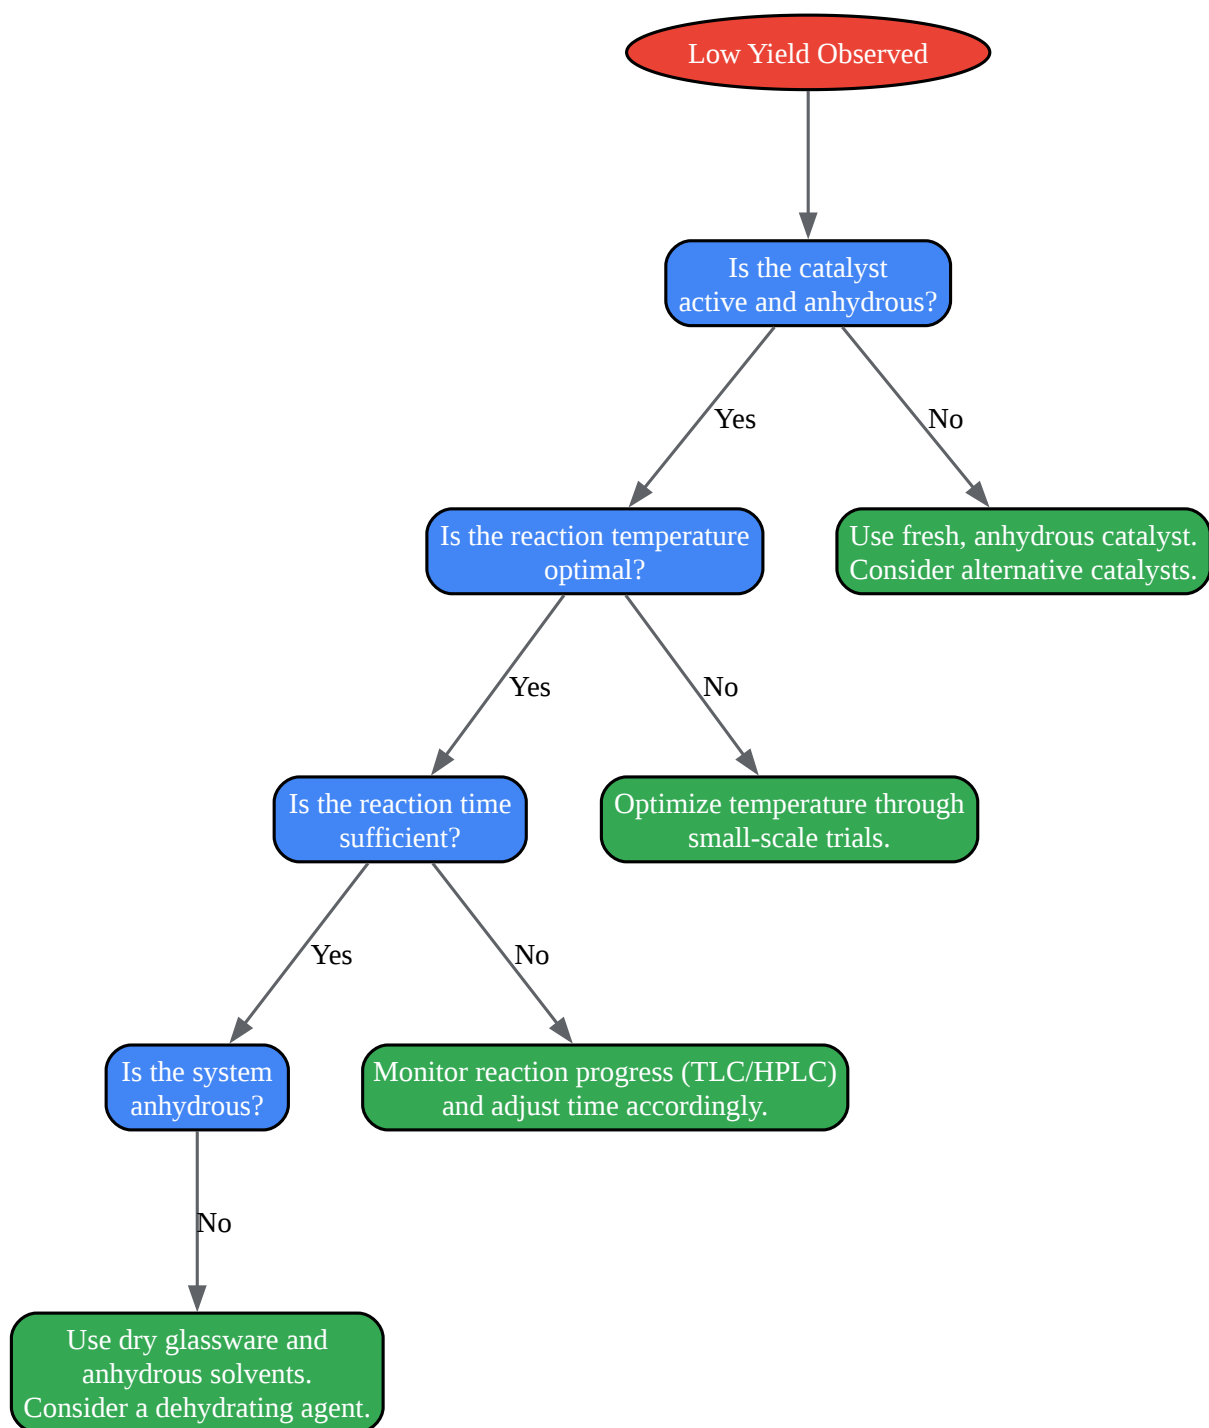 Low Yield Observed
Is the catalyst
active and anhydrous?
Yes
No
Is the reaction temperature
optimal?
Use fresh, anhydrous catalyst.
Consider alternative catalysts.
Yes
No
Is the reaction time
sufficient?
Optimize temperature through
small-scale trials.
Yes
No
Is the system
anhydrous?
Monitor reaction progress (TLC/HPLC)
and adjust time accordingly.
No
Use dry glassware and
anhydrous solvents.
Consider a dehydrating agent.